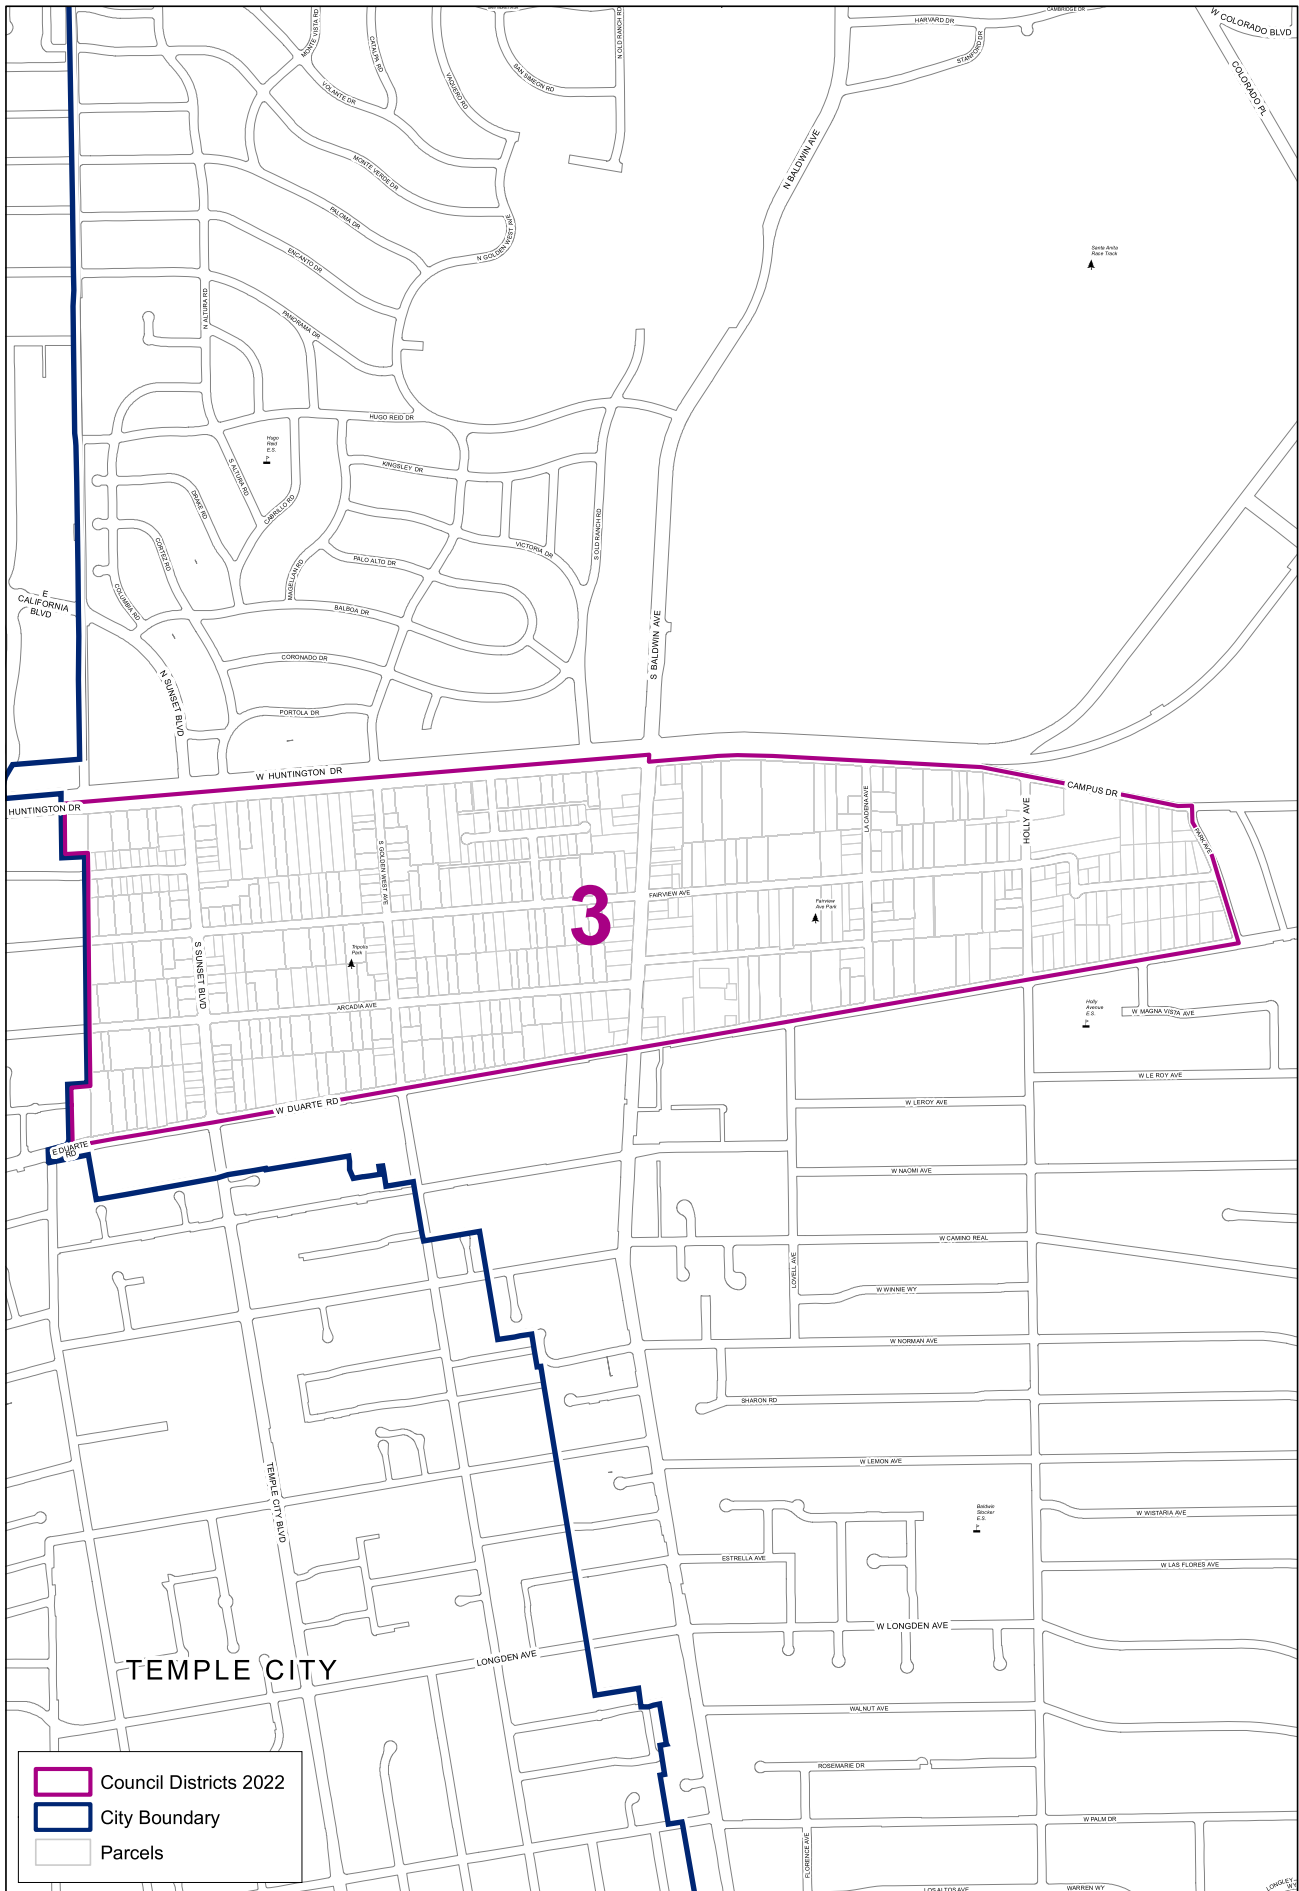 CAMBRIDGE DR
HARVARD DR
W COLORADO BLVD
MONTE VISTA RD
CATALPA RD
N OLD RANCH RD
STANFORD DR
VOLANTE DR
VAQUERO RD
SAN SIMEON RD
COLORADO PL
N BALDWIN AVE
MONTE VERDE DR
PALOMA DR
N GOLDEN WEST AVE
ENCANTO DR
Santa Anita
Race Track
N ALTURA RD
PANORAMA DR
HUGO REID DR
Hugo
Reid
E.S.
KINGSLEY DR
S ALTURA RD
DRAKE RD
CABRILLO RD
S OLD RANCH RD
VICTORIA DR
CORTEZ RD
PALO ALTO DR
MAGELLAN RD
COLUMBIA RD
E
CALIFORNIA
BLVD
BALBOA DR
S BALDWIN AVE
CORONADO DR
N SUNSET BLVD
PORTOLA DR
W HUNTINGTON DR
HUNTINGTON DR
CAMPUS DR
LA CADENA AVE
HOLLY AVE
PARK AVE
S GOLDEN WEST AVE
FAIRVIEW AVE
3
Fairview
Ave Park
S SUNSET BLVD
Tripolis
Park
ARCADIA AVE
Holly
Avenue
E.S.
W MAGNA VISTA AVE
W LE ROY AVE
W LEROY AVE
W DUARTE RD
E DUARTE
RD
W NAOMI AVE
W CAMINO REAL
LOVELL AVE
W WINNIE WY
W NORMAN AVE
SHARON RD
W LEMON AVE
TEMPLE CITY BLVD
Baldwin
Stocker
E.S.
W WISTARIA AVE
ESTRELLA AVE
W LAS FLORES AVE
W LONGDEN AVE
LONGDEN AVE
TEMPLE CITY
WALNUT AVE
ROSEMARIE DR
W PALM DR
FLORENCE AVE
LOS ALTOS AVE
WARREN WY
LONGLEY
WY
Council Districts 2022
City Boundary
Parcels